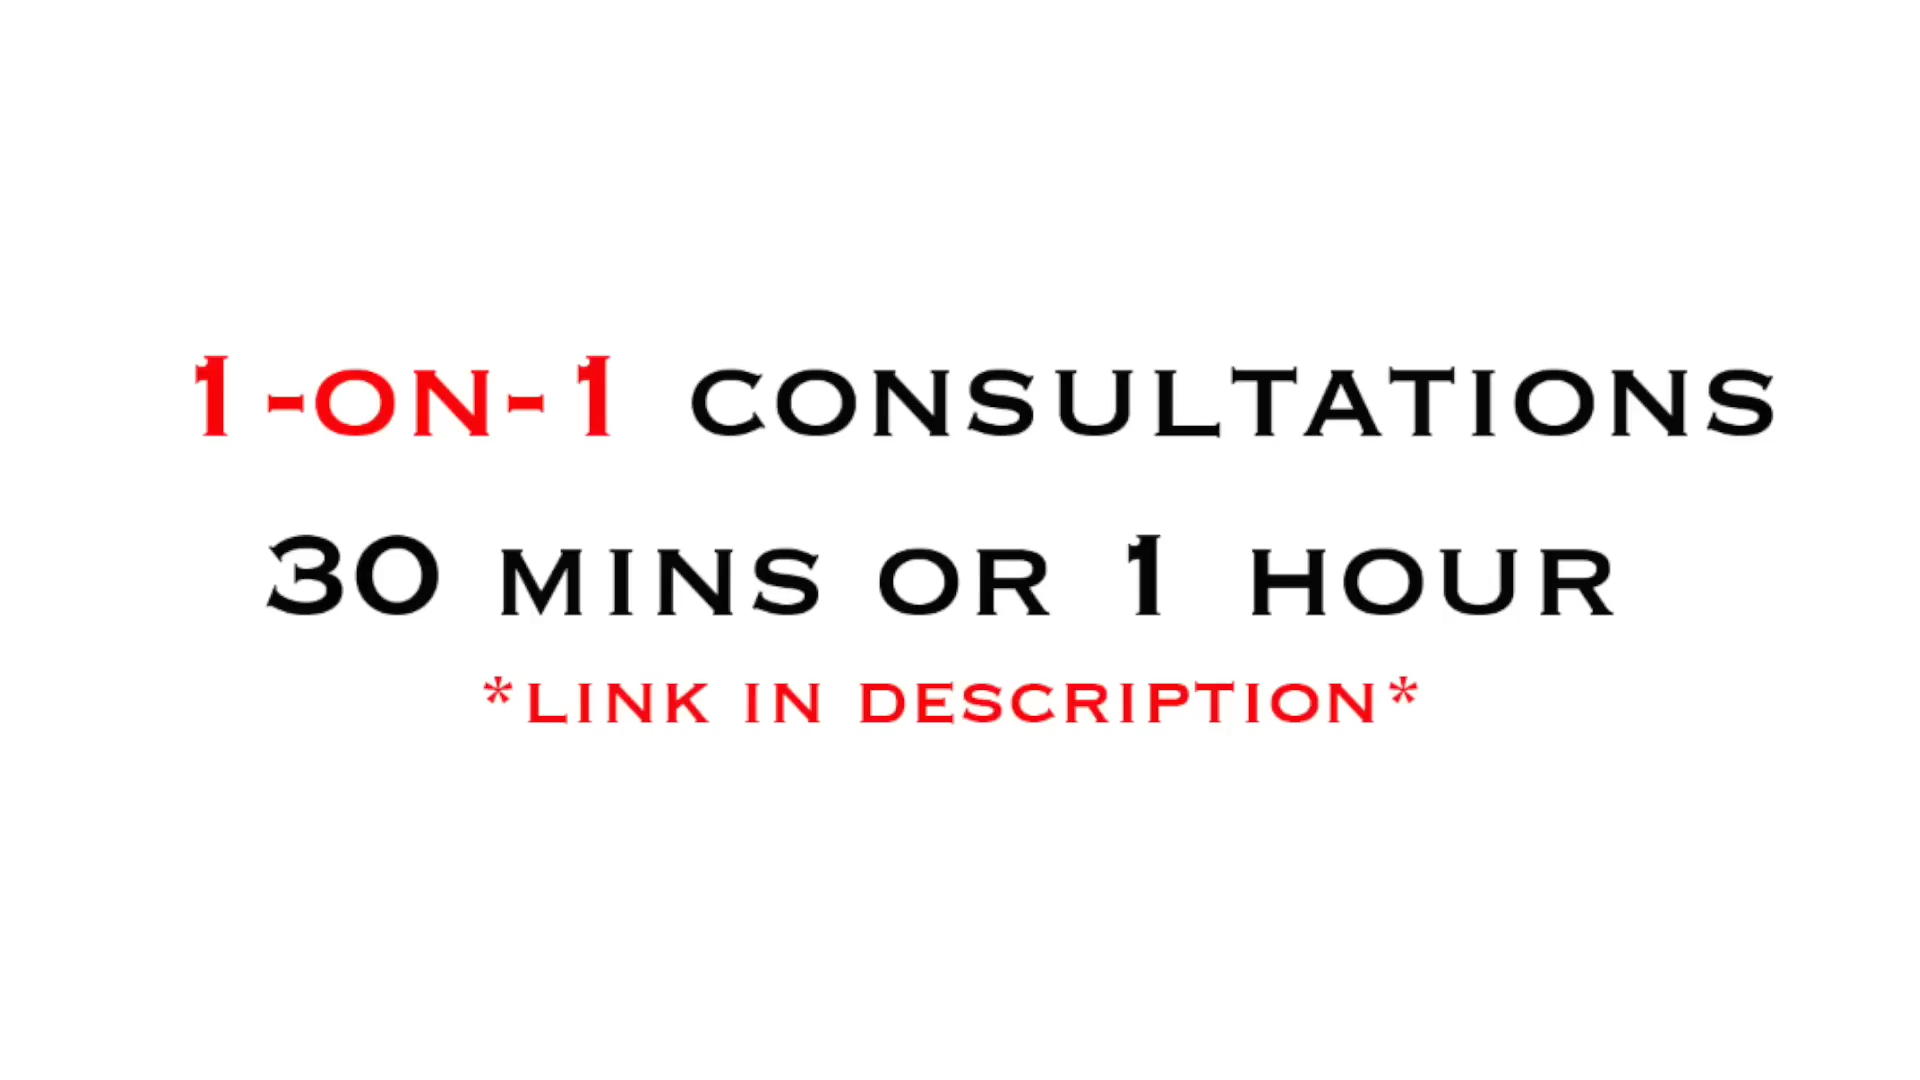 1-ON-1 CONSULTATIONS
30 MINS OR 1 HOUR
*LINK IN DESCRIPTION*